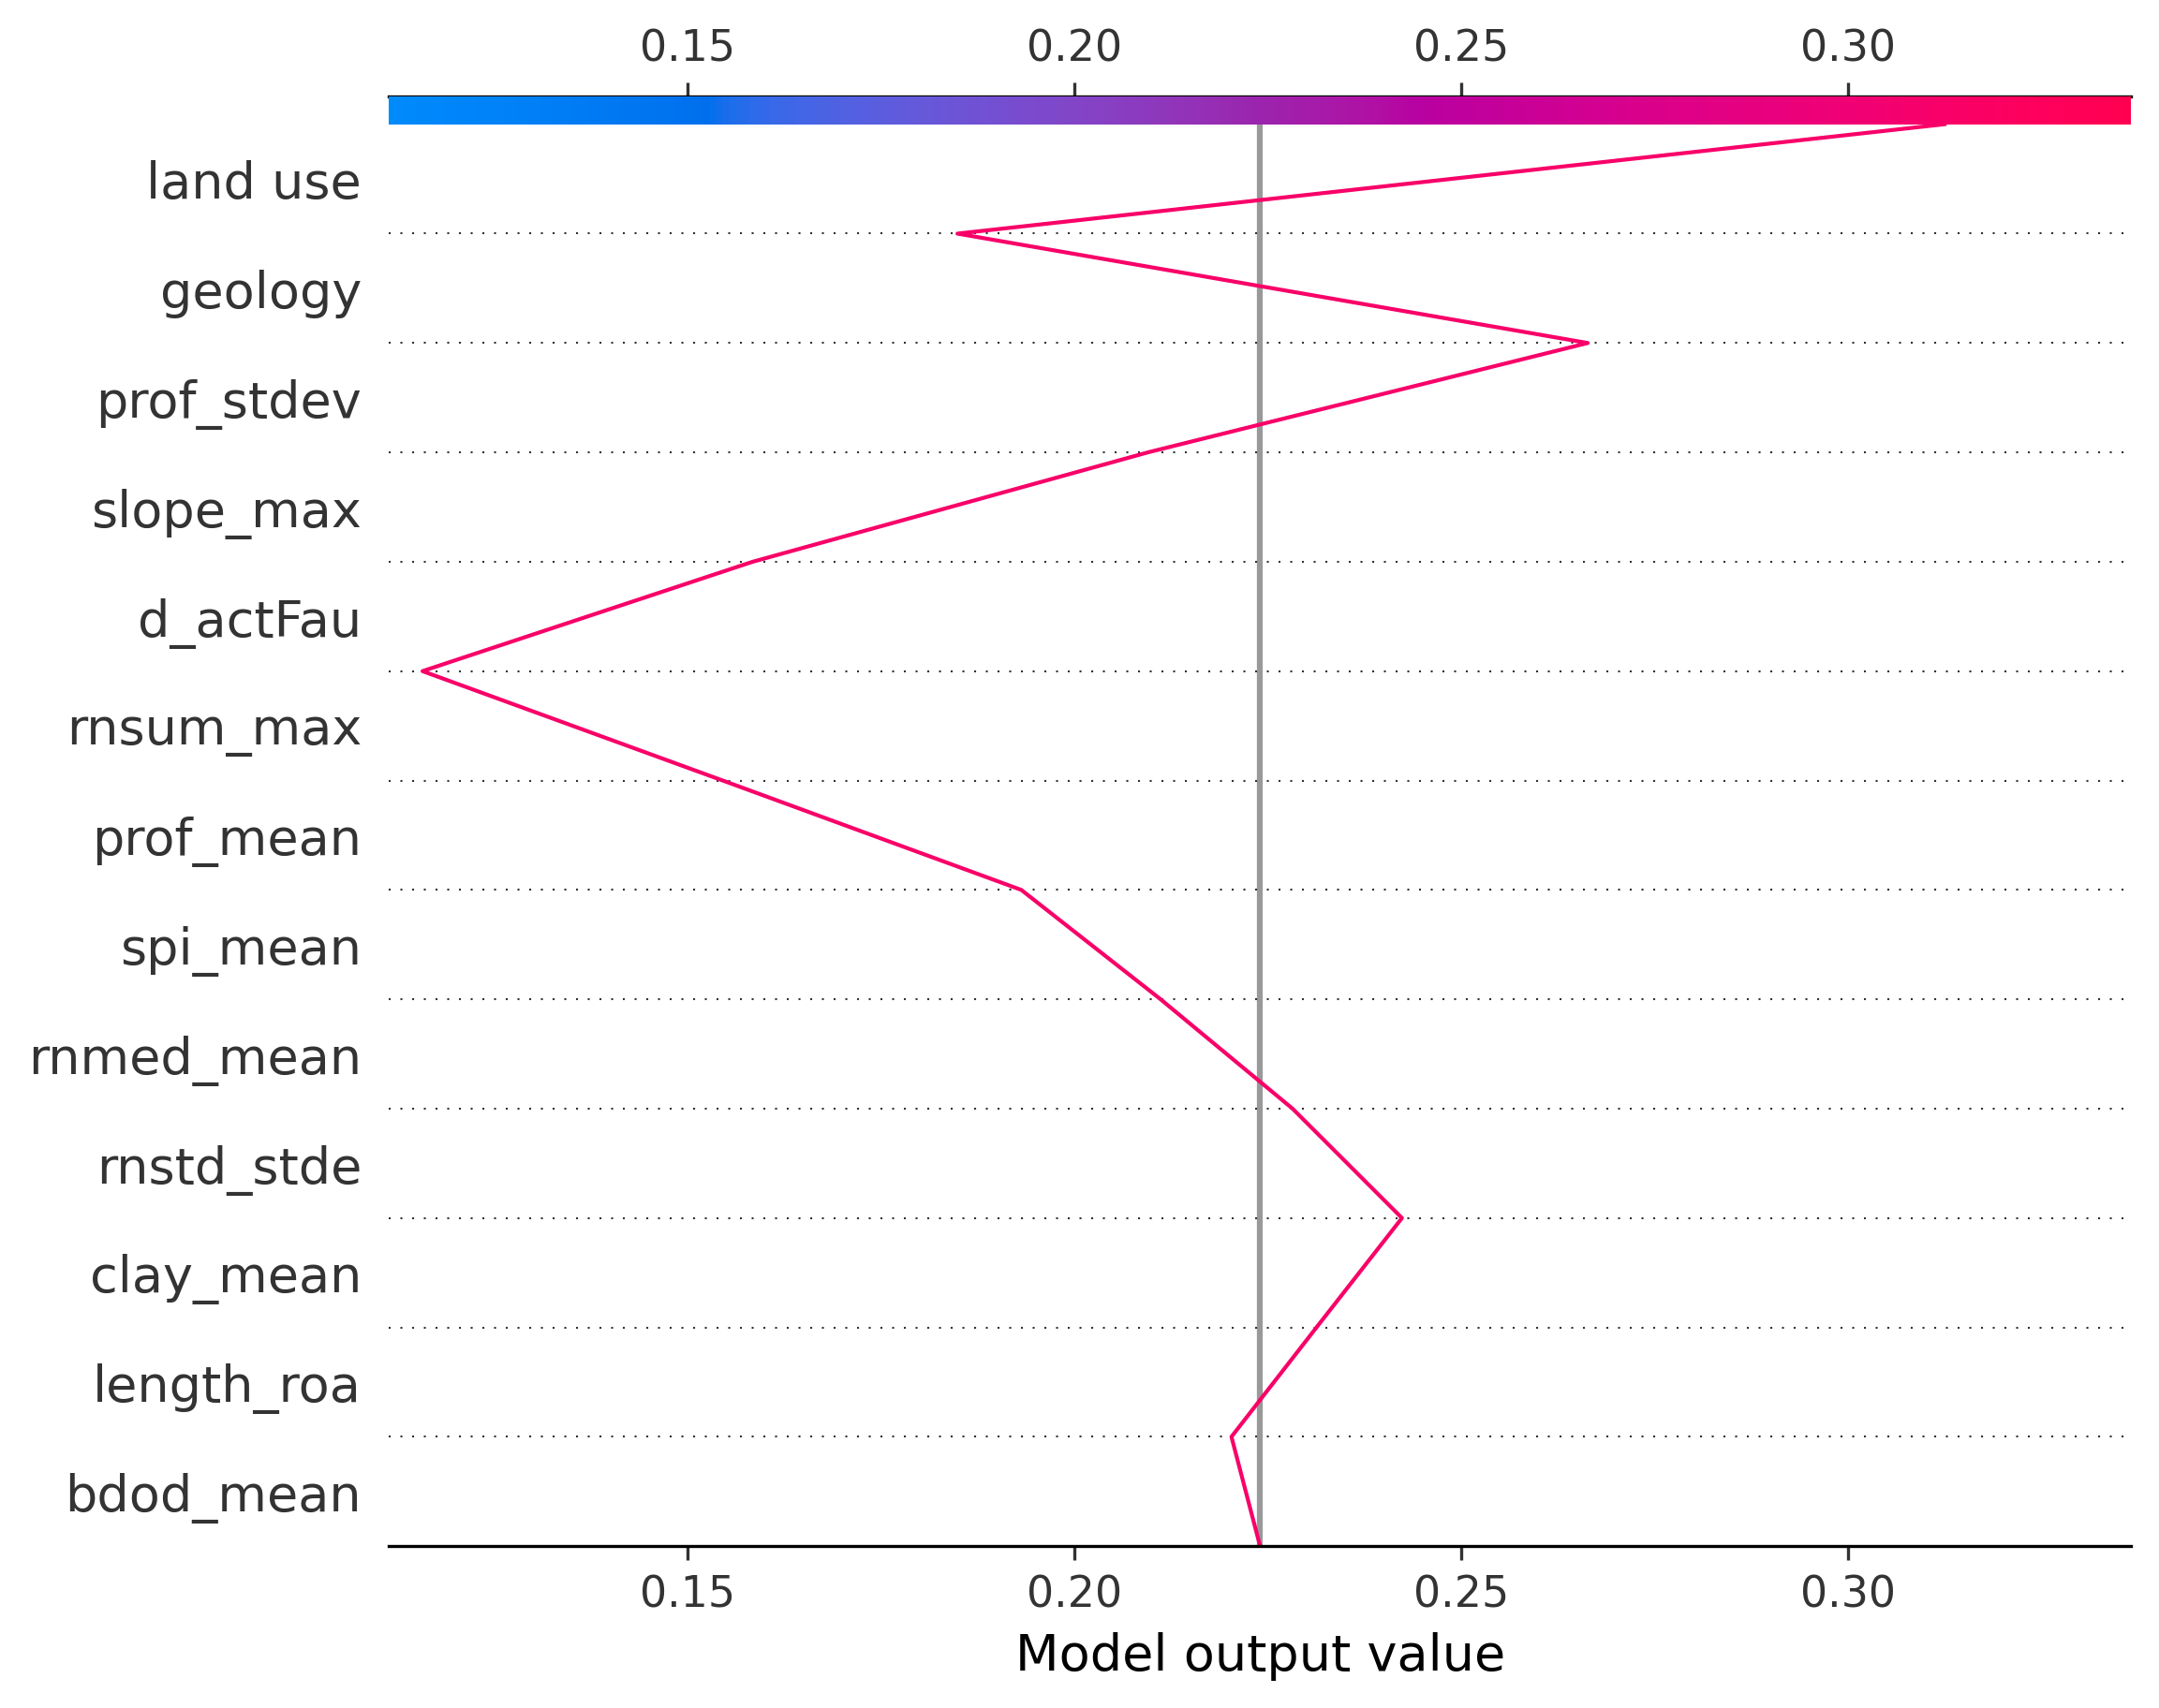 0.15 0.20 0.25 0.30
land use
geology
prof_stdev
slope_max
d_actFau
rnsum_max
prof_mean
spi_mean
rnmed_mean
rnstd_stde
clay_mean
length_roa
bdod_mean
0.15 0.20 0.25 0.30
Model output value